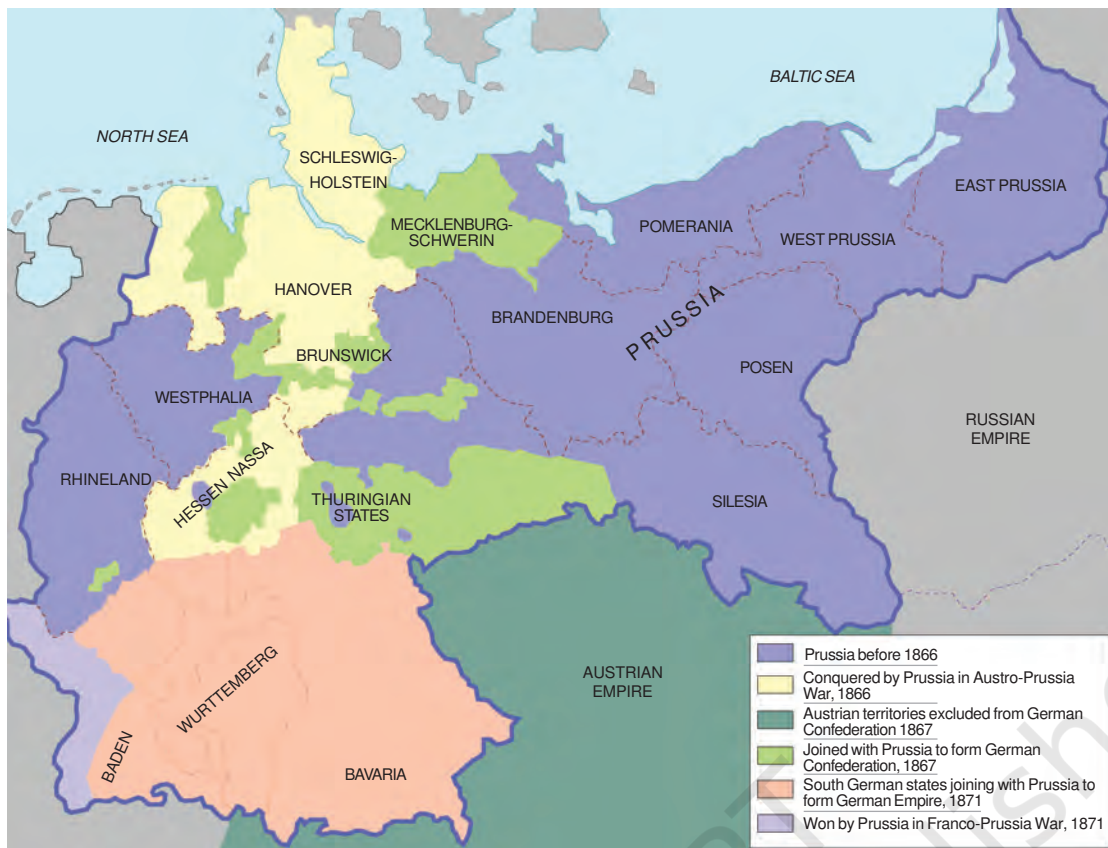 BALTIC SEA
NORTH SEA
SCHLESWIG-
HOLSTEIN
EAST PRUSSIA
MECKLENBURG-
SCHWERIN
POMERANIA
WEST PRUSSIA
HANOVER
BRANDENBURG
PRUSSIA
BRUNSWICK
POSEN
WESTPHALIA
RUSSIAN
EMPIRE
RHINELAND
HESSEN NASSA
THURINGIAN
STATES
SILESIA
AUSTRIAN
EMPIRE
WURTTEMBERG
BADEN
BAVARIA
Prussia before 1866
Conquered by Prussia in Austro-Prussia
War, 1866
Austrian territories excluded from German
Confederation 1867
Joined with Prussia to form German
Confederation, 1867
South German states joining with Prussia to
form German Empire, 1871
Won by Prussia in Franco-Prussia War, 1871